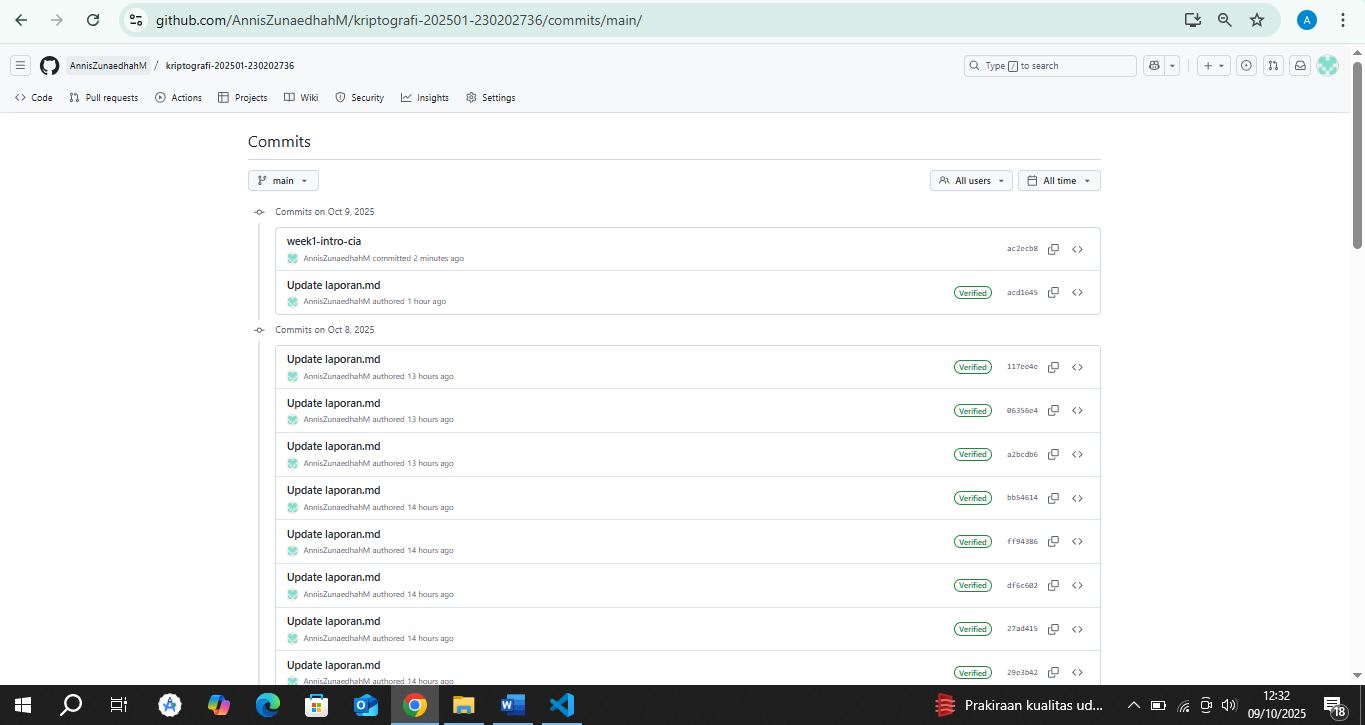 github.com/AnnisZunaedhahM/kriptografi-202501-230202736/commits/main/
A
AnnisZunaedhahM / kriptografi-202501-230202736
Type / to search
Code Pull requests Actions Projects Wiki Security Insights Settings
Commits
main All users All time
Commits on Oct 9, 2025
week1-intro-cia
ac2ecb8
AnnisZunaedhahM committed 2 minutes ago
Update laporan.md
Verified acd1645
AnnisZunaedhahM authored 1 hour ago
Commits on Oct 8, 2025
Update laporan.md
Verified 117ee4e
AnnisZunaedhahM authored 13 hours ago
Update laporan.md
Verified 06356e4
AnnisZunaedhahM authored 13 hours ago
Update laporan.md
Verified a2bcdb6
AnnisZunaedhahM authored 13 hours ago
Update laporan.md
Verified bb54614
AnnisZunaedhahM authored 14 hours ago
Update laporan.md
Verified ff94386
AnnisZunaedhahM authored 14 hours ago
Update laporan.md
Verified df6c602
AnnisZunaedhahM authored 14 hours ago
Update laporan.md
Verified 27ad415
AnnisZunaedhahM authored 14 hours ago
Update laporan.md
Verified 29e3b42
AnnisZunaedhahM authored 14 hours ago
Prakiraan kualitas ud...
12:32
09/10/2025
18